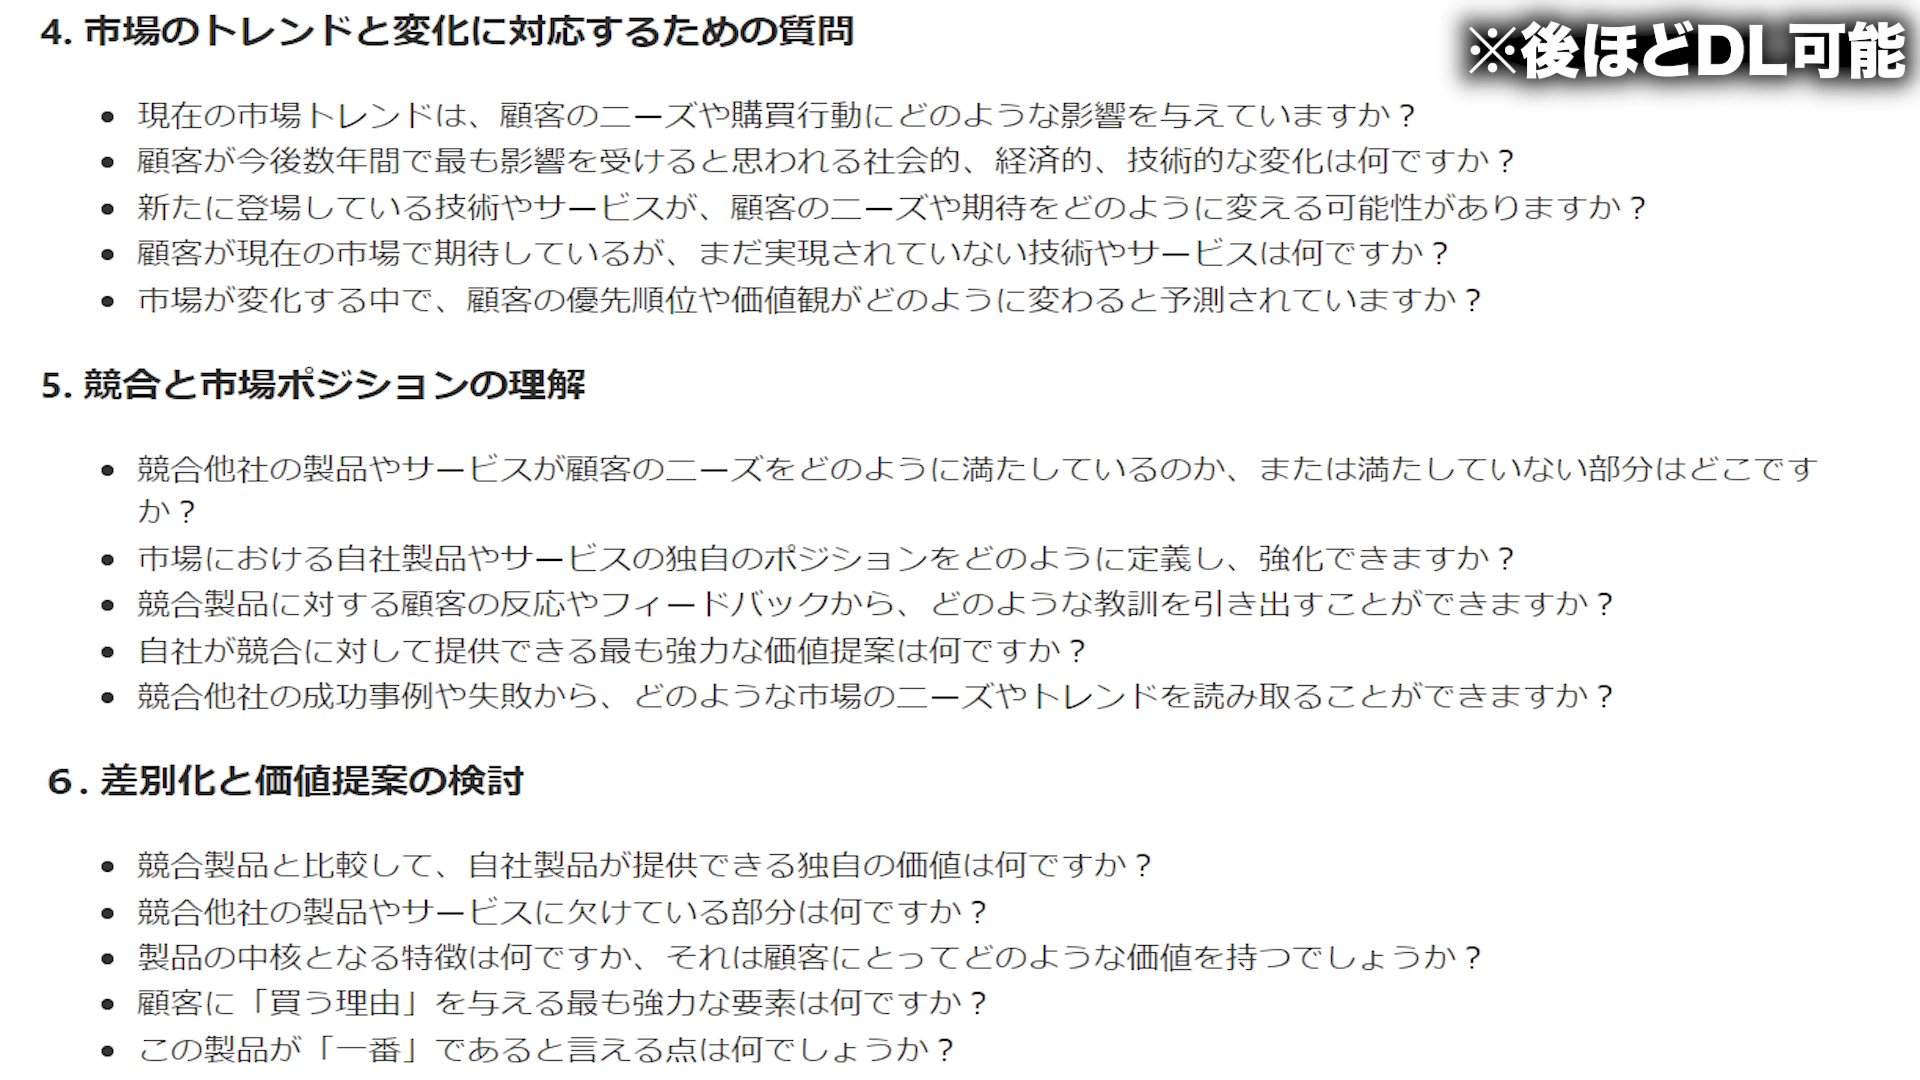 4. 市場のトレンドと変化に対応するための質問
※後ほどDL可能
• 現在の市場トレンドは、顧客のニーズや購買行動にどのような影響を与えていますか？
• 顧客が今後数年間で最も影響を受けると思われる社会的、経済的、技術的な変化は何ですか？
• 新たに登場している技術やサービスが、顧客のニーズや期待をどのように変える可能性がありますか？
• 顧客が現在の市場で期待しているが、まだ実現されていない技術やサービスは何ですか？
• 市場が変化する中で、顧客の優先順位や価値観がどのように変わると予測されていますか？
5. 競合と市場ポジションの理解
• 競合他社の製品やサービスが顧客のニーズをどのように満たしているのか、または満たしていない部分はどこです
か？
• 市場における自社製品やサービスの独自のポジションをどのように定義し、強化できますか？
• 競合製品に対する顧客の反応やフィードバックから、どのような教訓を引き出すことができますか？
• 自社が競合に対して提供できる最も強力な価値提案は何ですか？
• 競合他社の成功事例や失敗から、どのような市場のニーズやトレンドを読み取ることができますか？
６. 差別化と価値提案の検討
• 競合製品と比較して、自社製品が提供できる独自の価値は何ですか？
• 競合他社の製品やサービスに欠けている部分は何ですか？
• 製品の中核となる特徴は何ですか、それは顧客にとってどのような価値を持つでしょうか？
• 顧客に「買う理由」を与える最も強力な要素は何ですか？
• この製品が「一番」であると言える点は何でしょうか？